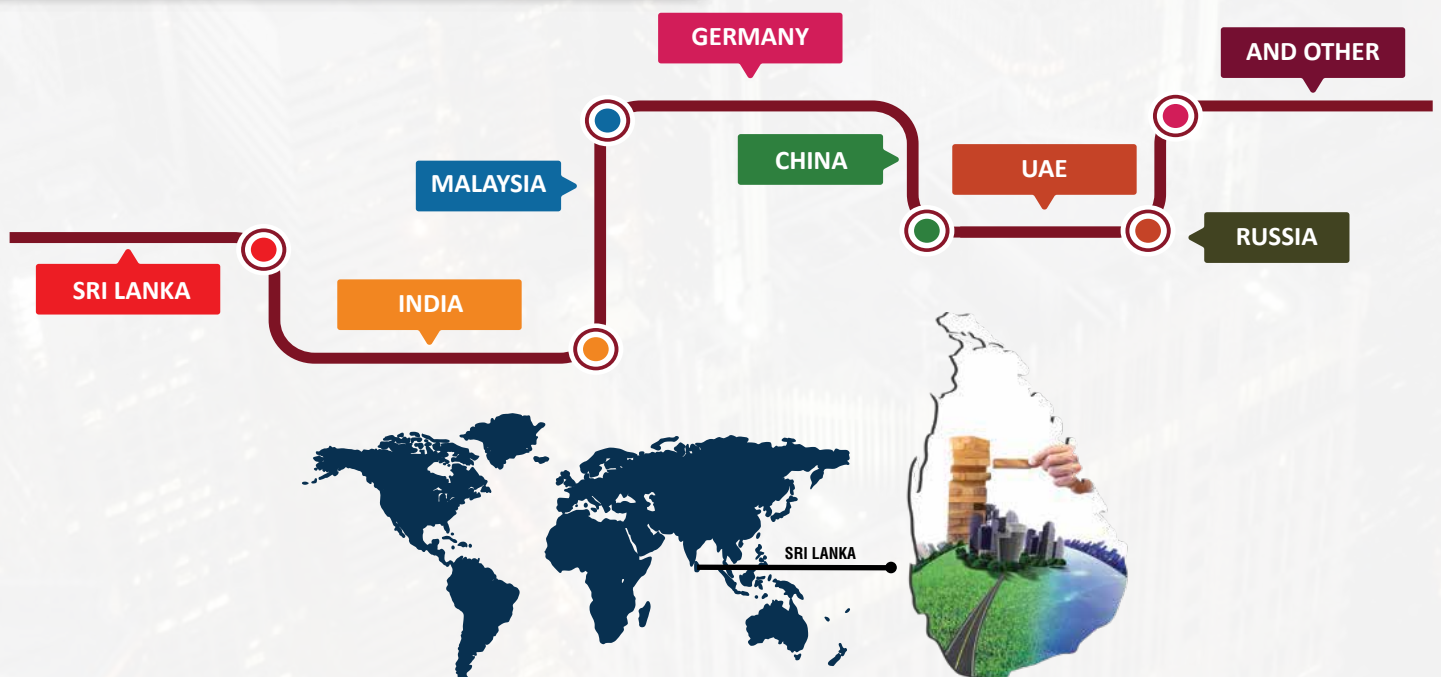 GERMANY
AND OTHER
CHINA
UAE
MALAYSIA
RUSSIA
SRI LANKA
INDIA
SRI LANKA